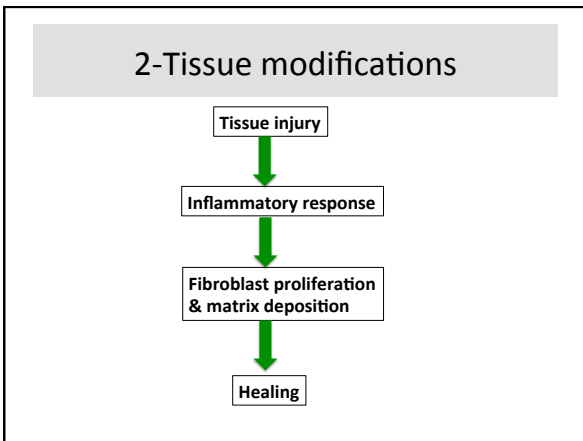 2-Tissue modifications
Tissue injury
Inflammatory response
Fibroblast proliferation
& matrix deposition
Healing